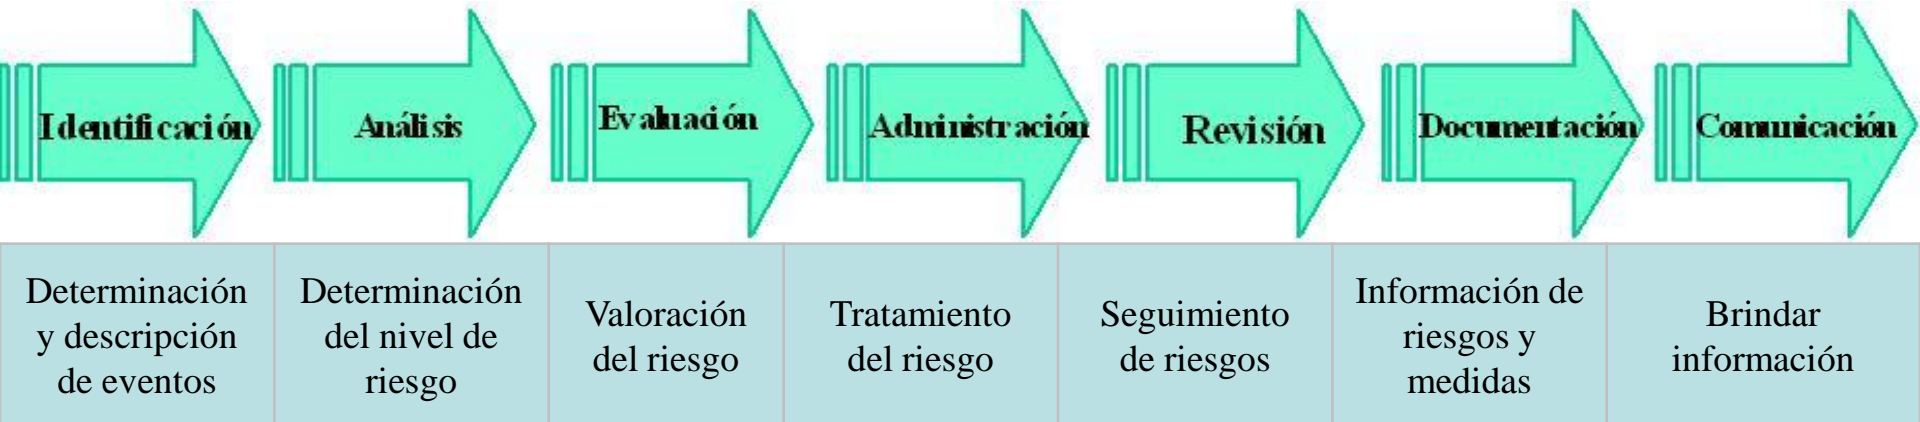 Identificación
Análisis
Evaluación
Administración
Revisión
Documentación
Comunicación
Determinación
y descripción
de eventos
Determinación
del nivel de
riesgo
Valoración
del riesgo
Tratamiento
del riesgo
Seguimiento
de riesgos
Información de
riesgos y
medidas
Brindar
información